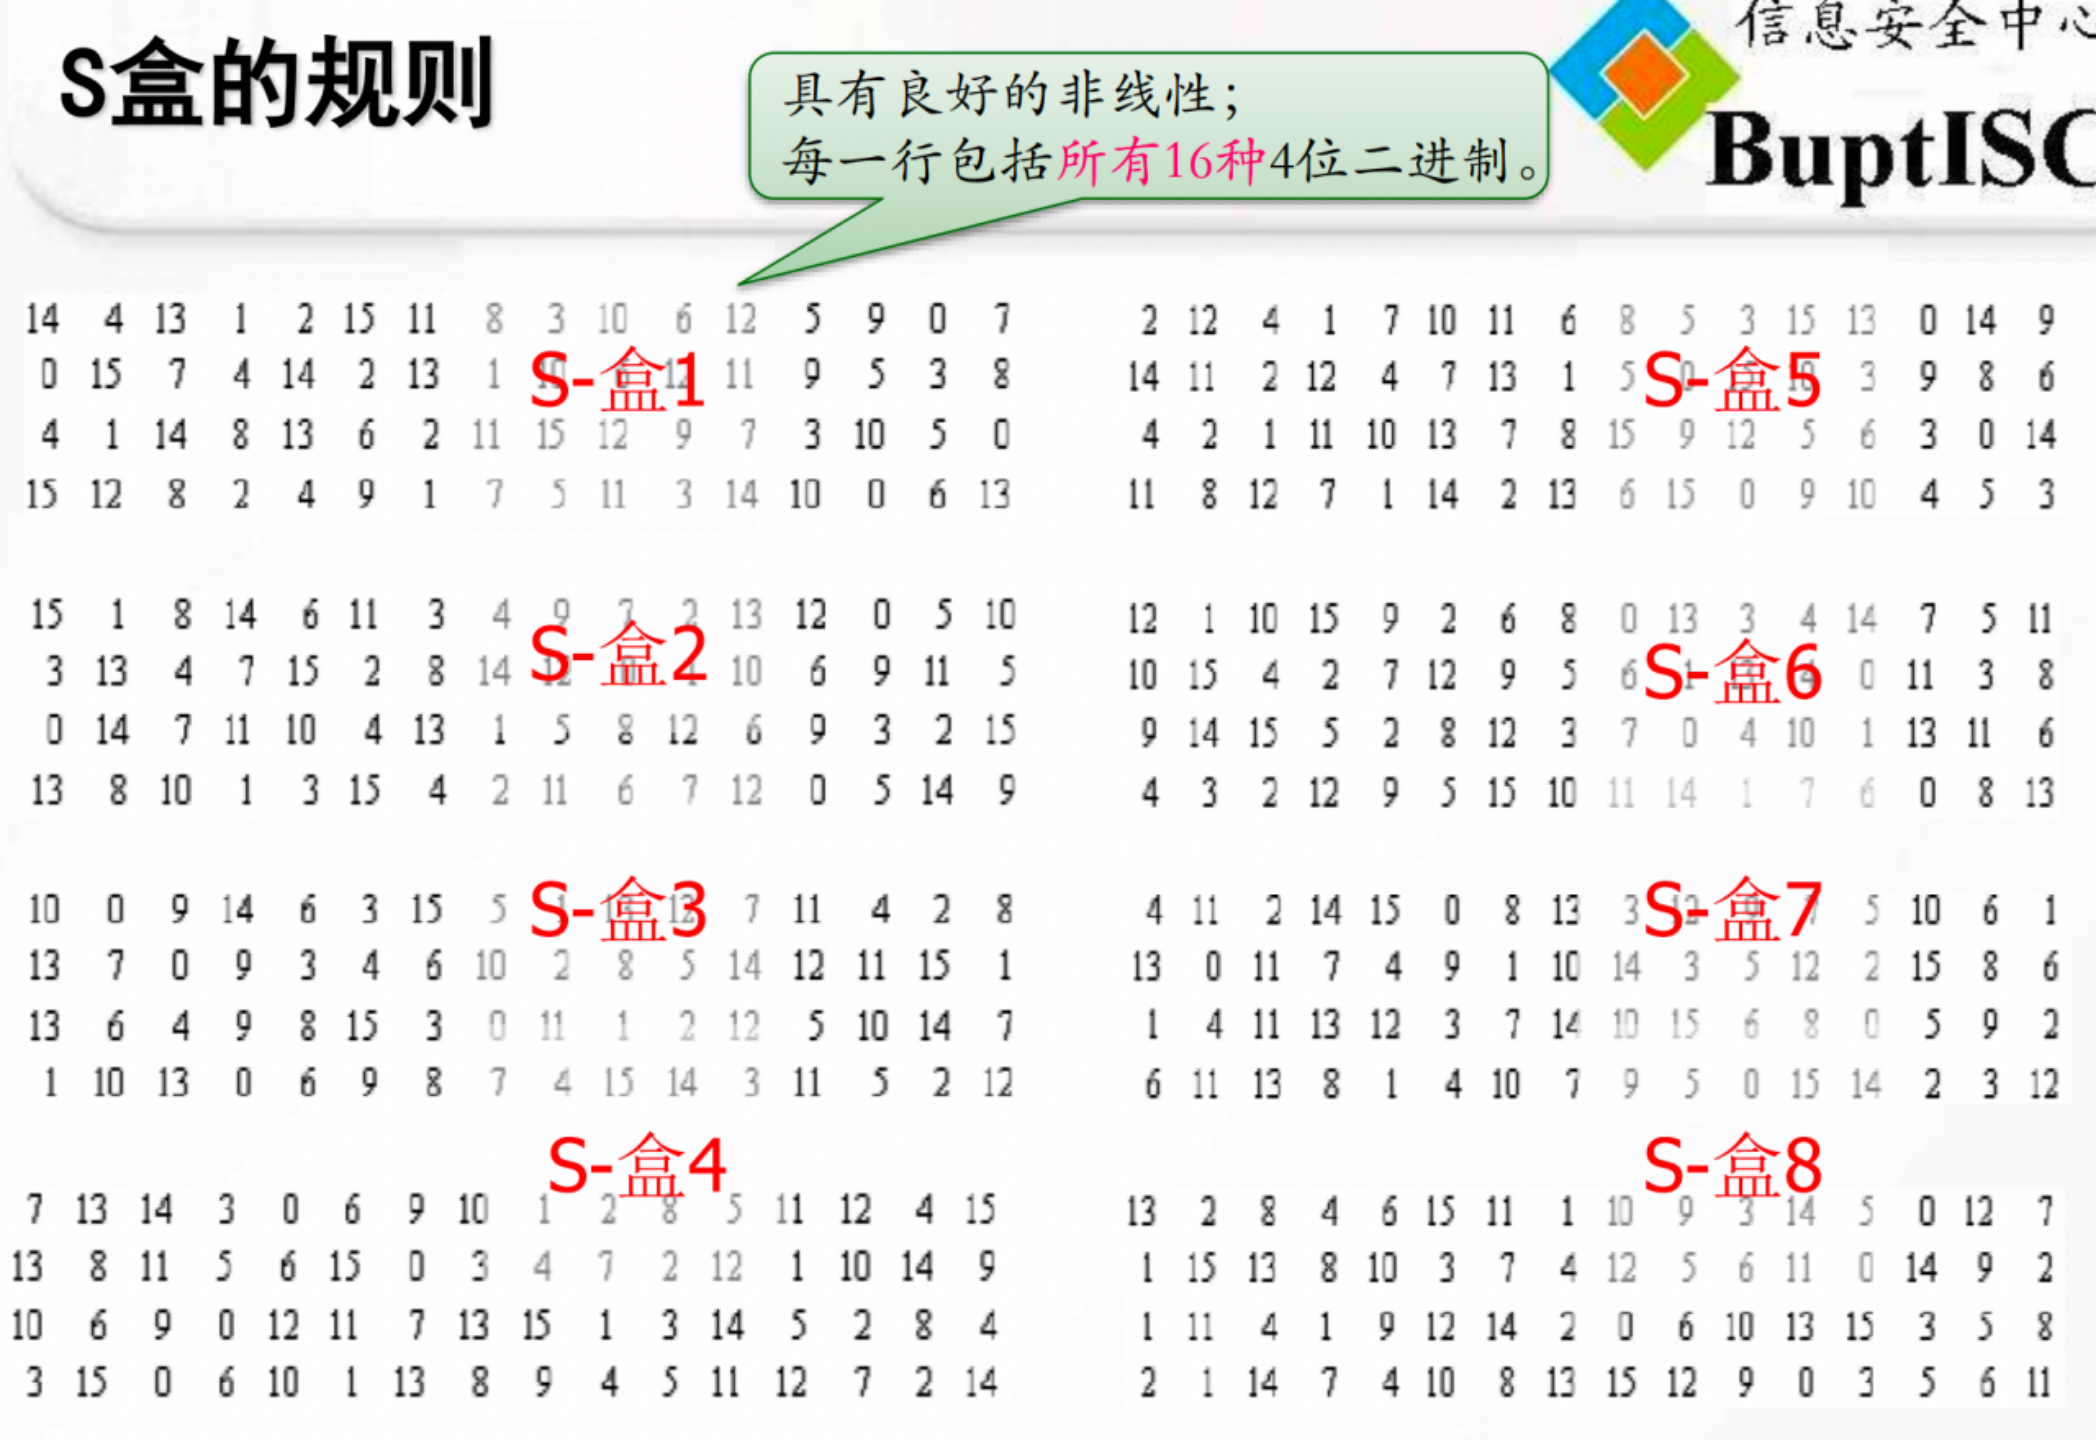 S盒的规则
具有良好的非线性；
每一行包括所有16种4位二进制。
信息安全中心
BuptISC
S-盒1
14 4 13 1 2 15 11 8 3 10 6 12 5 9 0 7
0 15 7 4 14 2 13 1 10 6 12 11 9 5 3 8
4 1 14 8 13 6 2 11 15 12 9 7 3 10 5 0
15 12 8 2 4 9 1 7 5 11 3 14 10 0 6 13
S-盒2
15 1 8 14 6 11 3 4 9 7 2 13 12 0 5 10
3 13 4 7 15 2 8 14 12 0 1 10 6 9 11 5
0 14 7 11 10 4 13 1 5 8 12 6 9 3 2 15
13 8 10 1 3 15 4 2 11 6 7 12 0 5 14 9
S-盒3
10 0 9 14 6 3 15 5 1 13 12 7 11 4 2 8
13 7 0 9 3 4 6 10 2 8 5 14 12 11 15 1
13 6 4 9 8 15 3 0 11 1 2 12 5 10 14 7
1 10 13 0 6 9 8 7 4 15 14 3 11 5 2 12
S-盒4
7 13 14 3 0 6 9 10 1 2 8 5 11 12 4 15
13 8 11 5 6 15 0 3 4 7 2 12 1 10 14 9
10 6 9 0 12 11 7 13 15 1 3 14 5 2 8 4
3 15 0 6 10 1 13 8 9 4 5 11 12 7 2 14
S-盒5
2 12 4 1 7 10 11 6 8 5 3 15 13 0 14 9
14 11 2 12 4 7 13 1 5 0 15 10 3 9 8 6
4 2 1 11 10 13 7 8 15 9 12 5 6 3 0 14
11 8 12 7 1 14 2 13 6 15 0 9 10 4 5 3
S-盒6
12 1 10 15 9 2 6 8 0 13 3 4 14 7 5 11
10 15 4 2 7 12 9 5 6 1 13 4 0 11 3 8
9 14 15 5 2 8 12 3 7 0 4 10 1 13 11 6
4 3 2 12 9 5 15 10 11 14 1 7 6 0 8 13
S-盒7
4 11 2 14 15 0 8 13 3 12 9 7 5 10 6 1
13 0 11 7 4 9 1 10 14 3 5 12 2 15 8 6
1 4 11 13 12 3 7 14 10 15 6 8 0 5 9 2
6 11 13 8 1 4 10 7 9 5 0 15 14 2 3 12
S-盒8
13 2 8 4 6 15 11 1 10 9 3 14 5 0 12 7
1 15 13 8 10 3 7 4 12 5 6 11 0 14 9 2
1 11 4 1 9 12 14 2 0 6 10 13 15 3 5 8
2 1 14 7 4 10 8 13 15 12 9 0 3 5 6 11